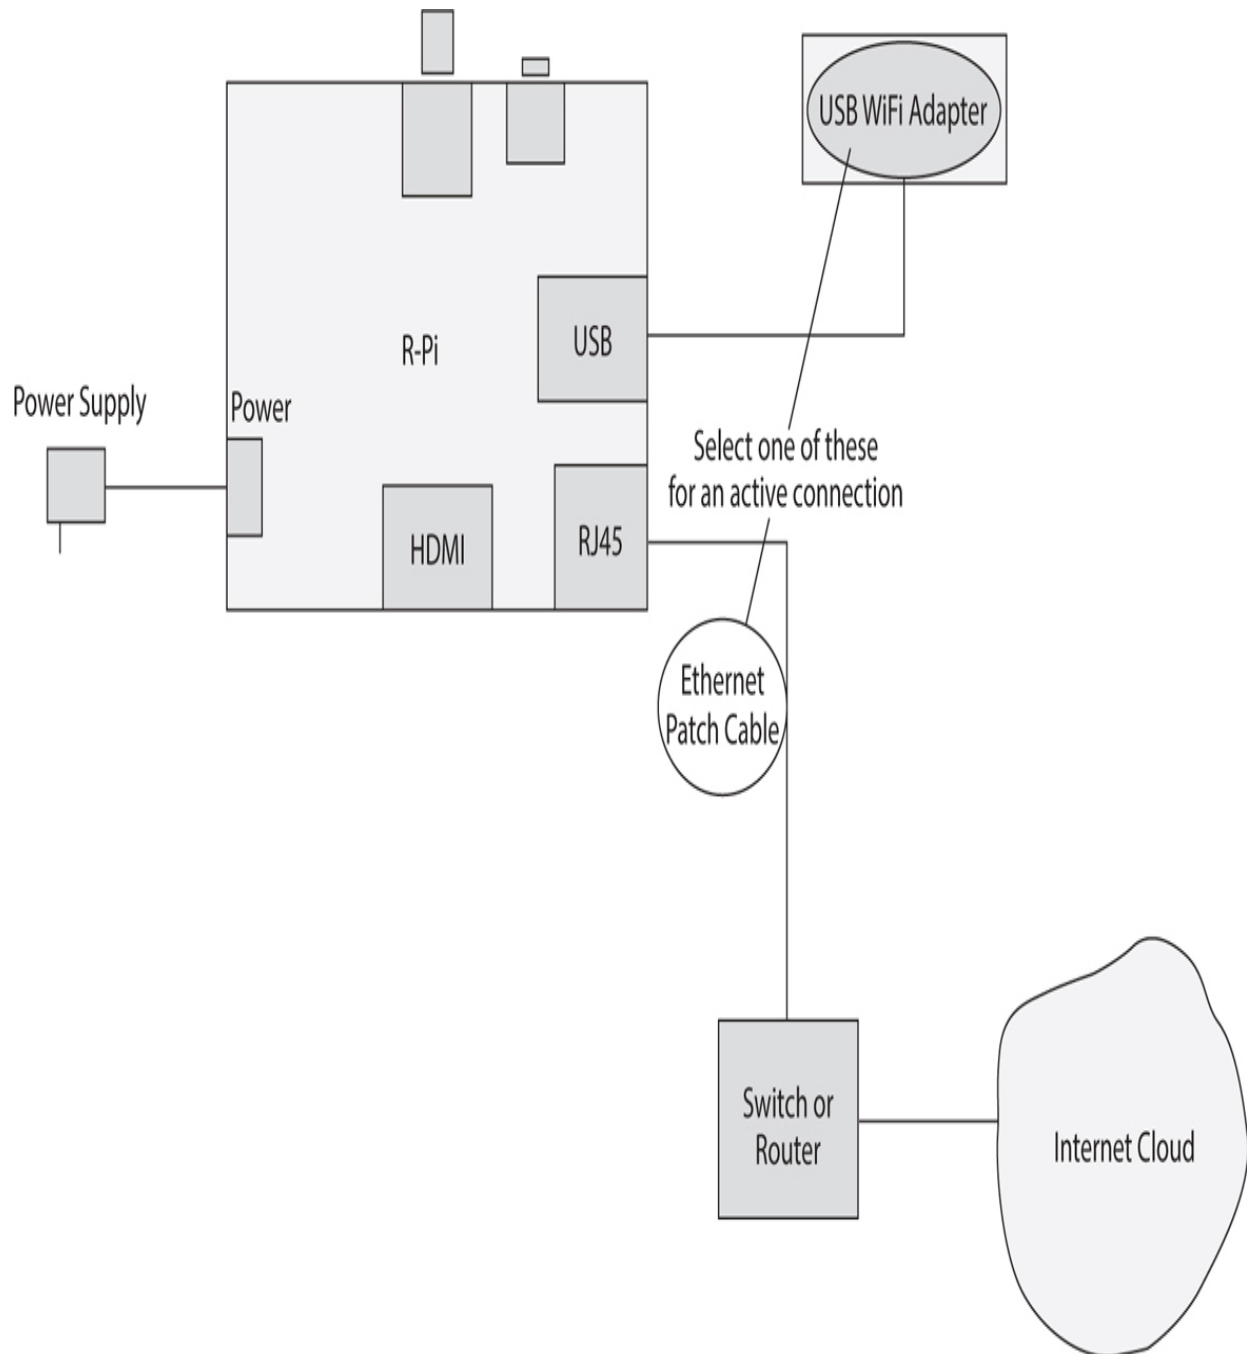 USB WiFi Adapter
USB
R-Pi
Power Supply
Power
Select one of these
for an active connection
HDMI
RJ45
Ethernet
Patch Cable
Switch or
Router
Internet Cloud